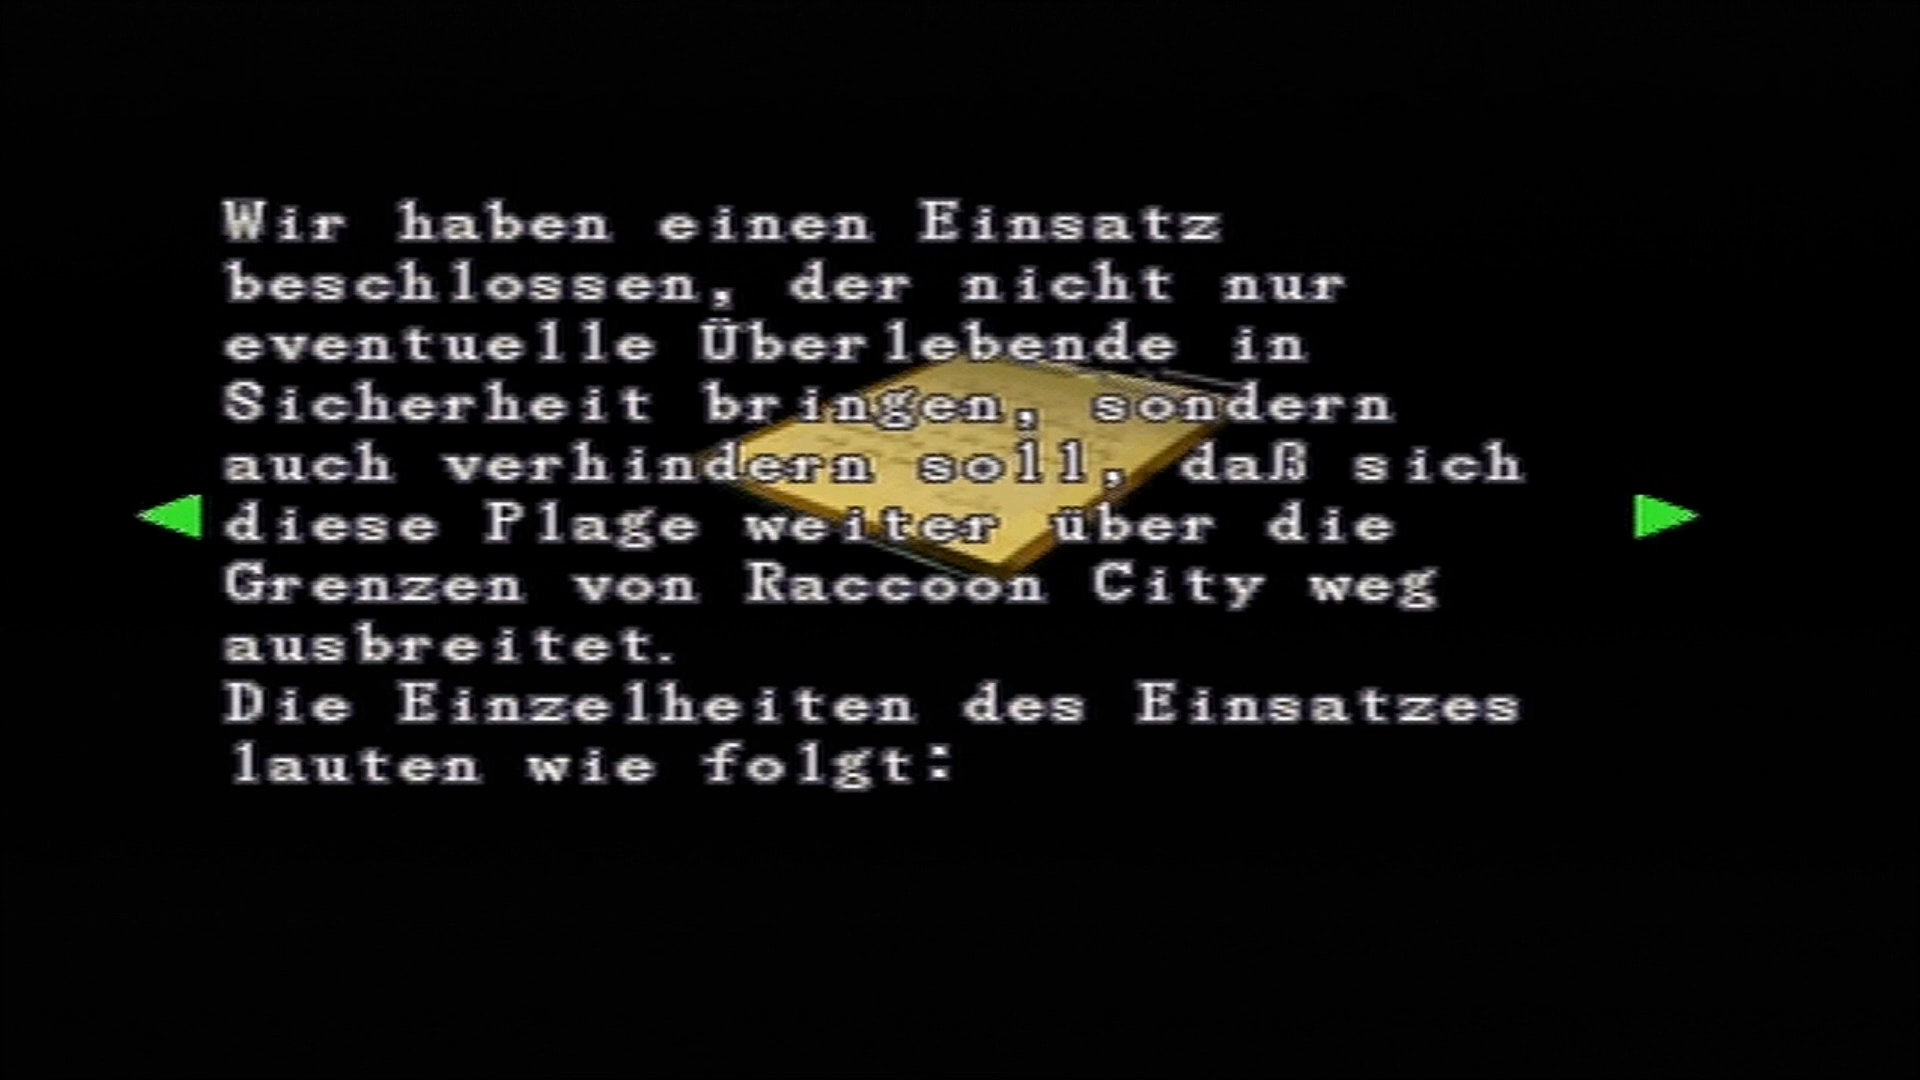 Wir haben einen Einsatz
beschlossen, der nicht nur
eventuelle Überlebende in
Sicherheit bringen, sondern
auch verhindern soll, daß sich
diese Plage weiter über die
Grenzen von Raccoon City weg
ausbreitet.
Die Einzelheiten des Einsatzes
lauten wie folgt: